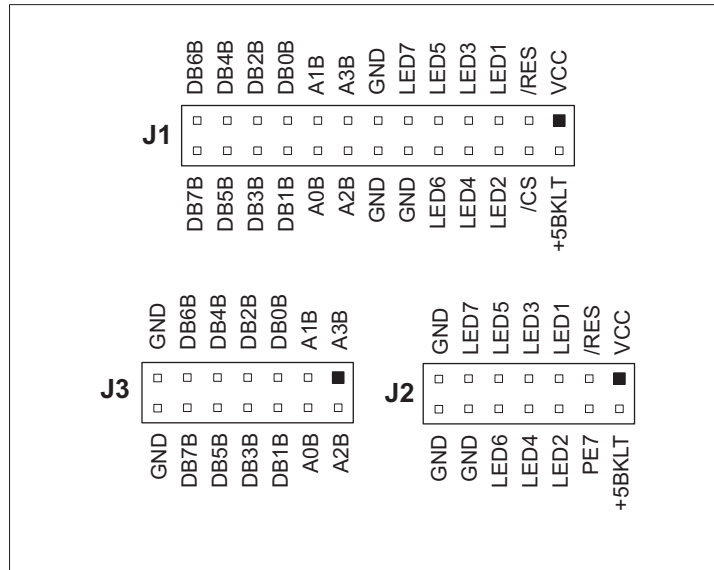 DB6B DB4B DB2B DB0B A1B A3B GND LED7 LED5 LED3 LED1 /RES VCC
J1
DB7B DB5B DB3B DB1B A0B A2B GND GND LED6 LED4 LED2 /CS +5BKLT
GND DB6B DB4B DB2B DB0B A1B A3B
J3
GND DB7B DB5B DB3B DB1B A0B A2B
GND LED7 LED5 LED3 LED1 /RES VCC
J2
GND GND LED6 LED4 LED2 PE7 +5BKLT